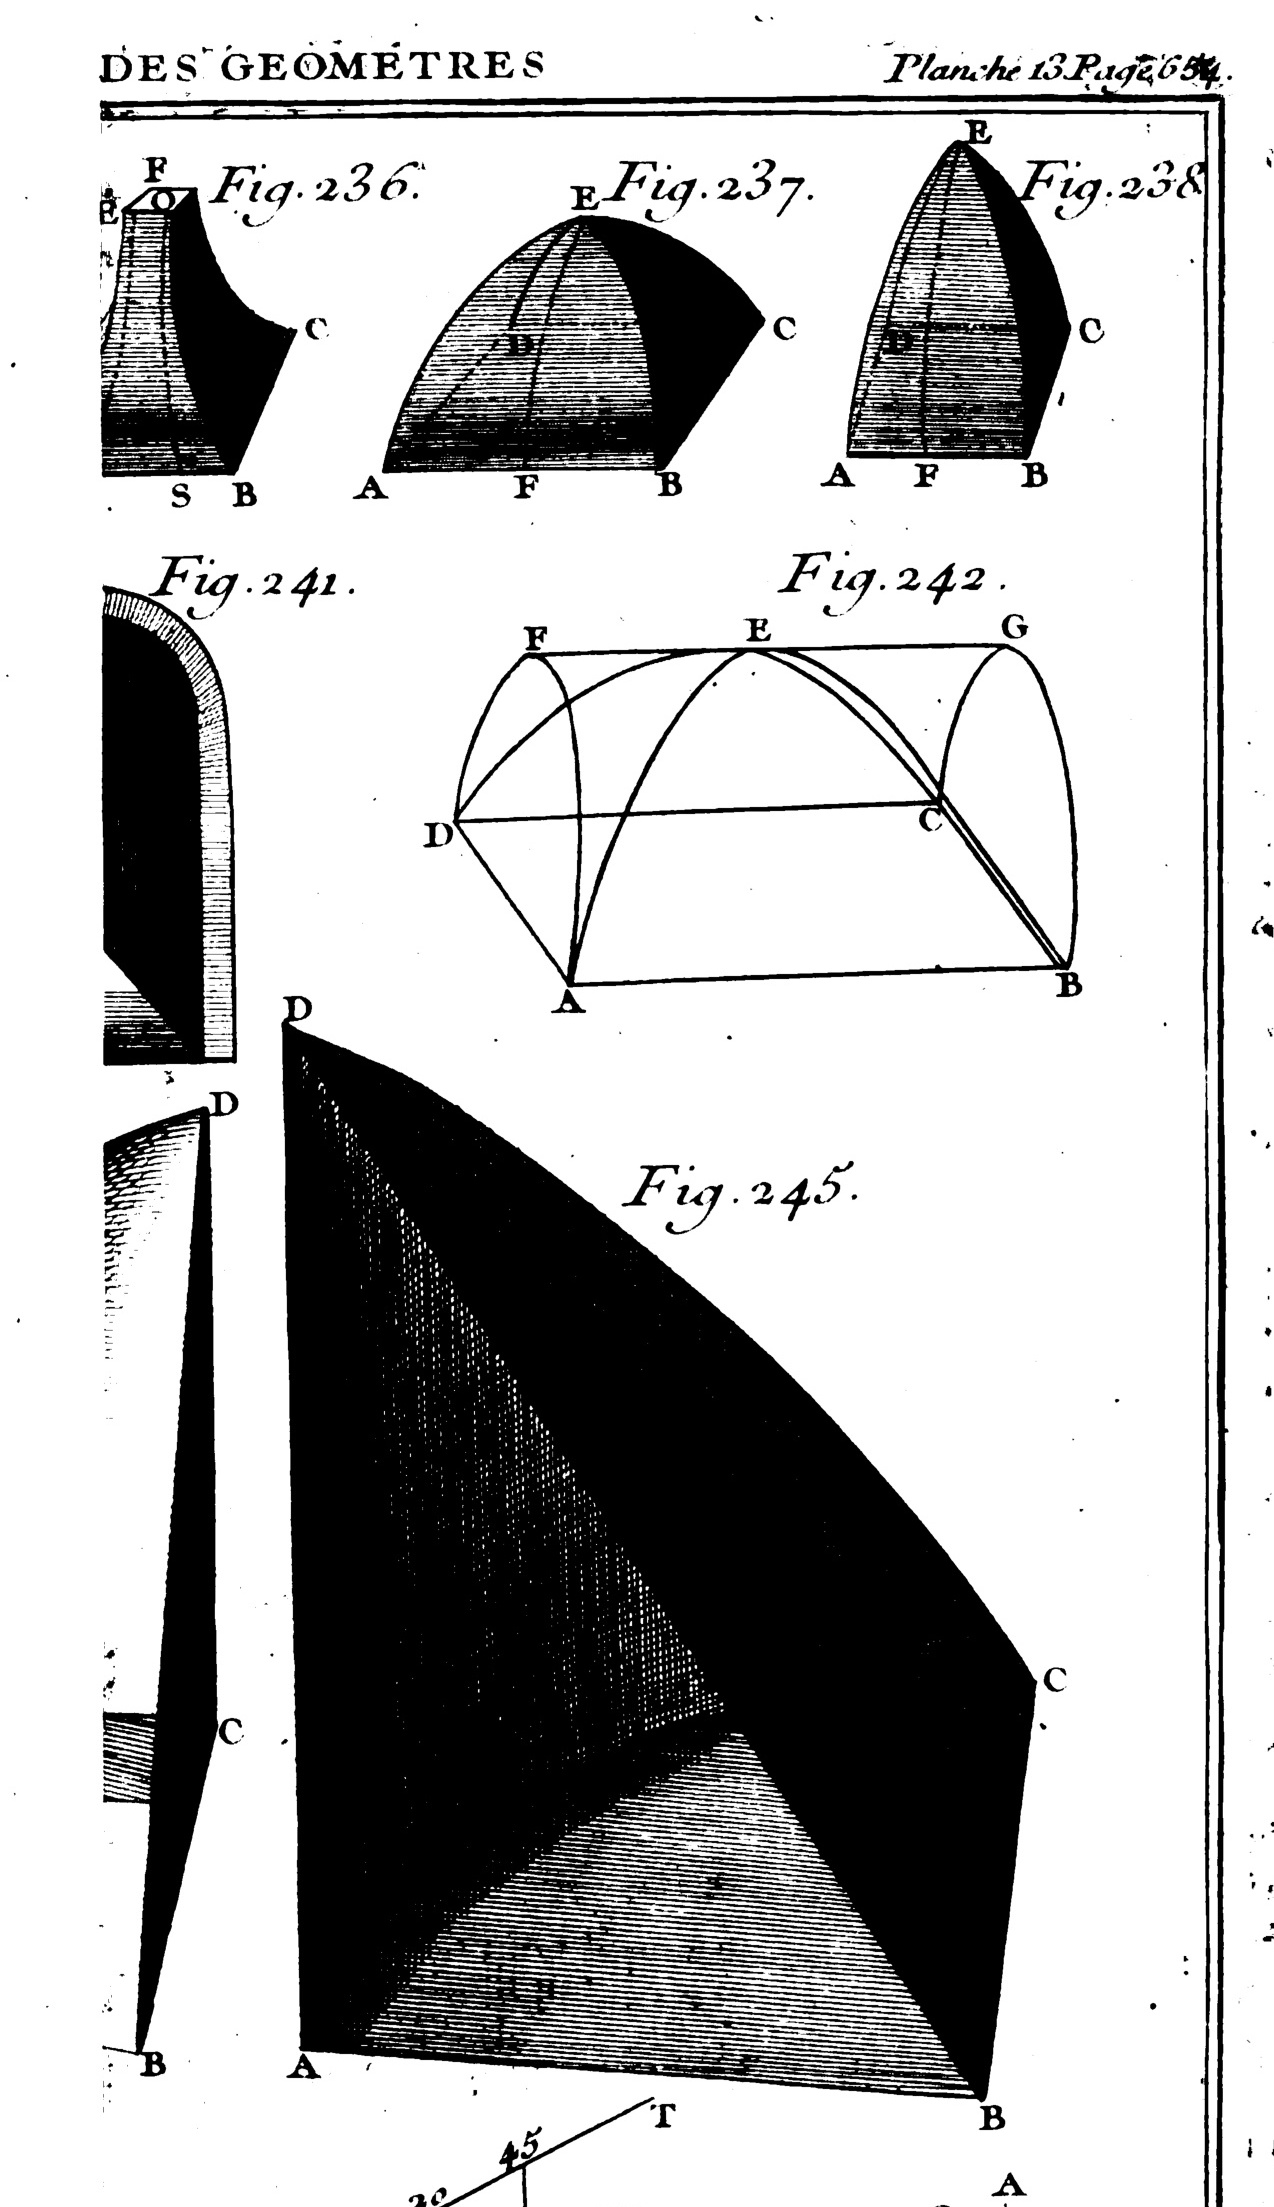 DES GEOMETRES Planche 13 Page 654.
F Fig. 236. E Fig. 237. E Fig. 238
E O
C D C D C
S B A F B A F B
Fig. 241. Fig. 242.
F E G
D C
A B
D
D
Fig. 245.
C
C
B A B
T
45
A